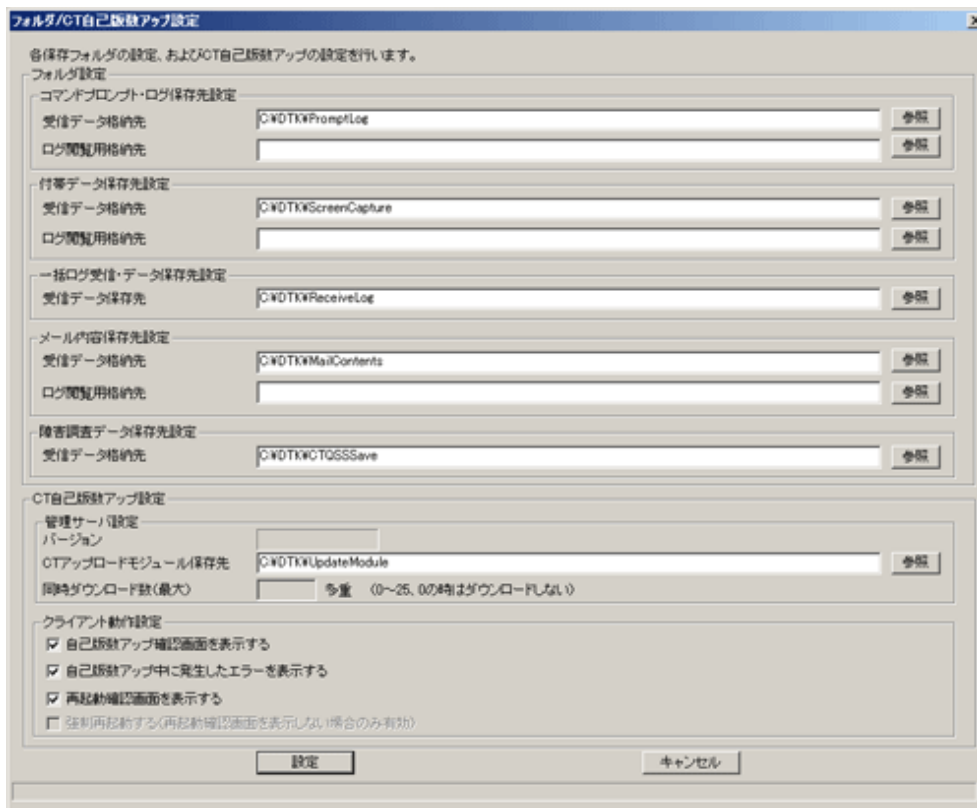 フォルダ/CT自己版数アップ設定
各保存フォルダの設定、およびCT自己版数アップの設定を行います。
フォルダ設定
コマンドプロンプト・ログ保存先設定
受信データ格納先 C:¥DTK¥PromptLog 参照
ログ閲覧用格納先 参照
付帯データ保存先設定
受信データ格納先 C:¥DTK¥ScreenCapture 参照
ログ閲覧用格納先 参照
一括ログ受信・データ保存先設定
受信データ保存先 C:¥DTK¥ReceiveLog 参照
メール内容保存先設定
受信データ格納先 C:¥DTK¥MailContents 参照
ログ閲覧用格納先 参照
障害調査データ保存先設定
受信データ格納先 C:¥DTK¥CTQSSSave 参照
CT自己版数アップ設定
管理サーバ設定
バージョン
CTアップロードモジュール保存先 C:¥DTK¥UpdateModule 参照
同時ダウンロード数(最大) 多重 (0~25、0の時はダウンロードしない)
クライアント動作設定
自己版数アップ確認画面を表示する
自己版数アップ中に発生したエラーを表示する
再起動確認画面を表示する
強制再起動する(再起動確認画面を表示しない場合のみ有効)
設定 キャンセル